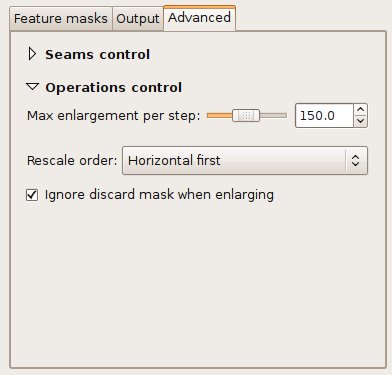 Feature masks Output Advanced
Seams control
Operations control
Max enlargement per step: 150.0
Rescale order: Horizontal first
Ignore discard mask when enlarging